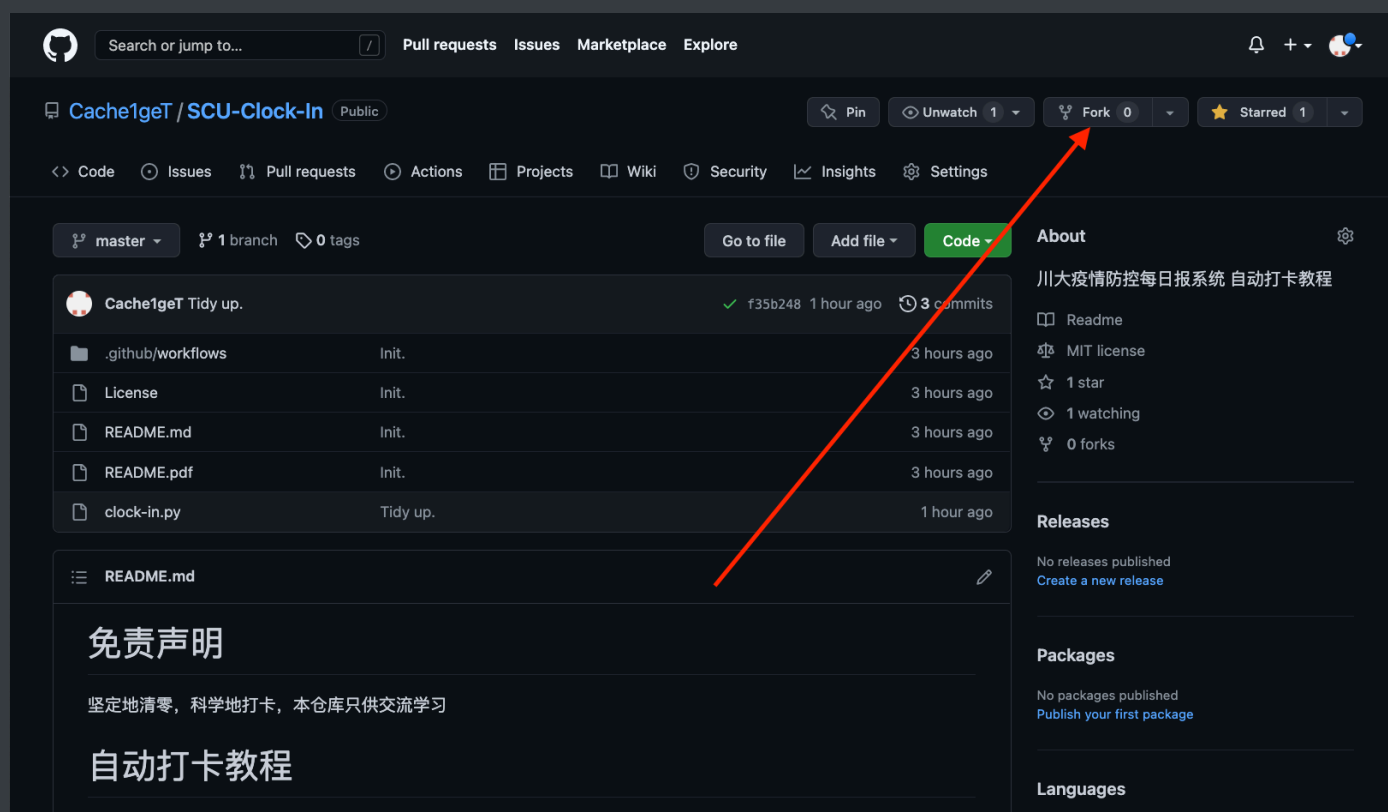 Search or jump to... / Pull requests Issues Marketplace Explore
Cache1geT / SCU-Clock-In Public Pin Unwatch 1 Fork 0 Starred 1
Code Issues Pull requests Actions Projects Wiki Security Insights Settings
master 1 branch 0 tags Go to file Add file Code
Cache1geT Tidy up. f35b248 1 hour ago 3 commits
.github/workflows Init. 3 hours ago
License Init. 3 hours ago
README.md Init. 3 hours ago
README.pdf Init. 3 hours ago
clock-in.py Tidy up. 1 hour ago
README.md
免责声明
坚定地清零，科学地打卡，本仓库只供交流学习
自动打卡教程
About
川大疫情防控每日报系统 自动打卡教程
Readme
MIT license
1 star
1 watching
0 forks
Releases
No releases published
Create a new release
Packages
No packages published
Publish your first package
Languages